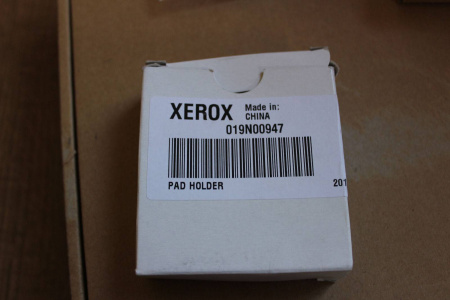 XEROX Made in:
CHINA
019N00947
PAD HOLDER 201